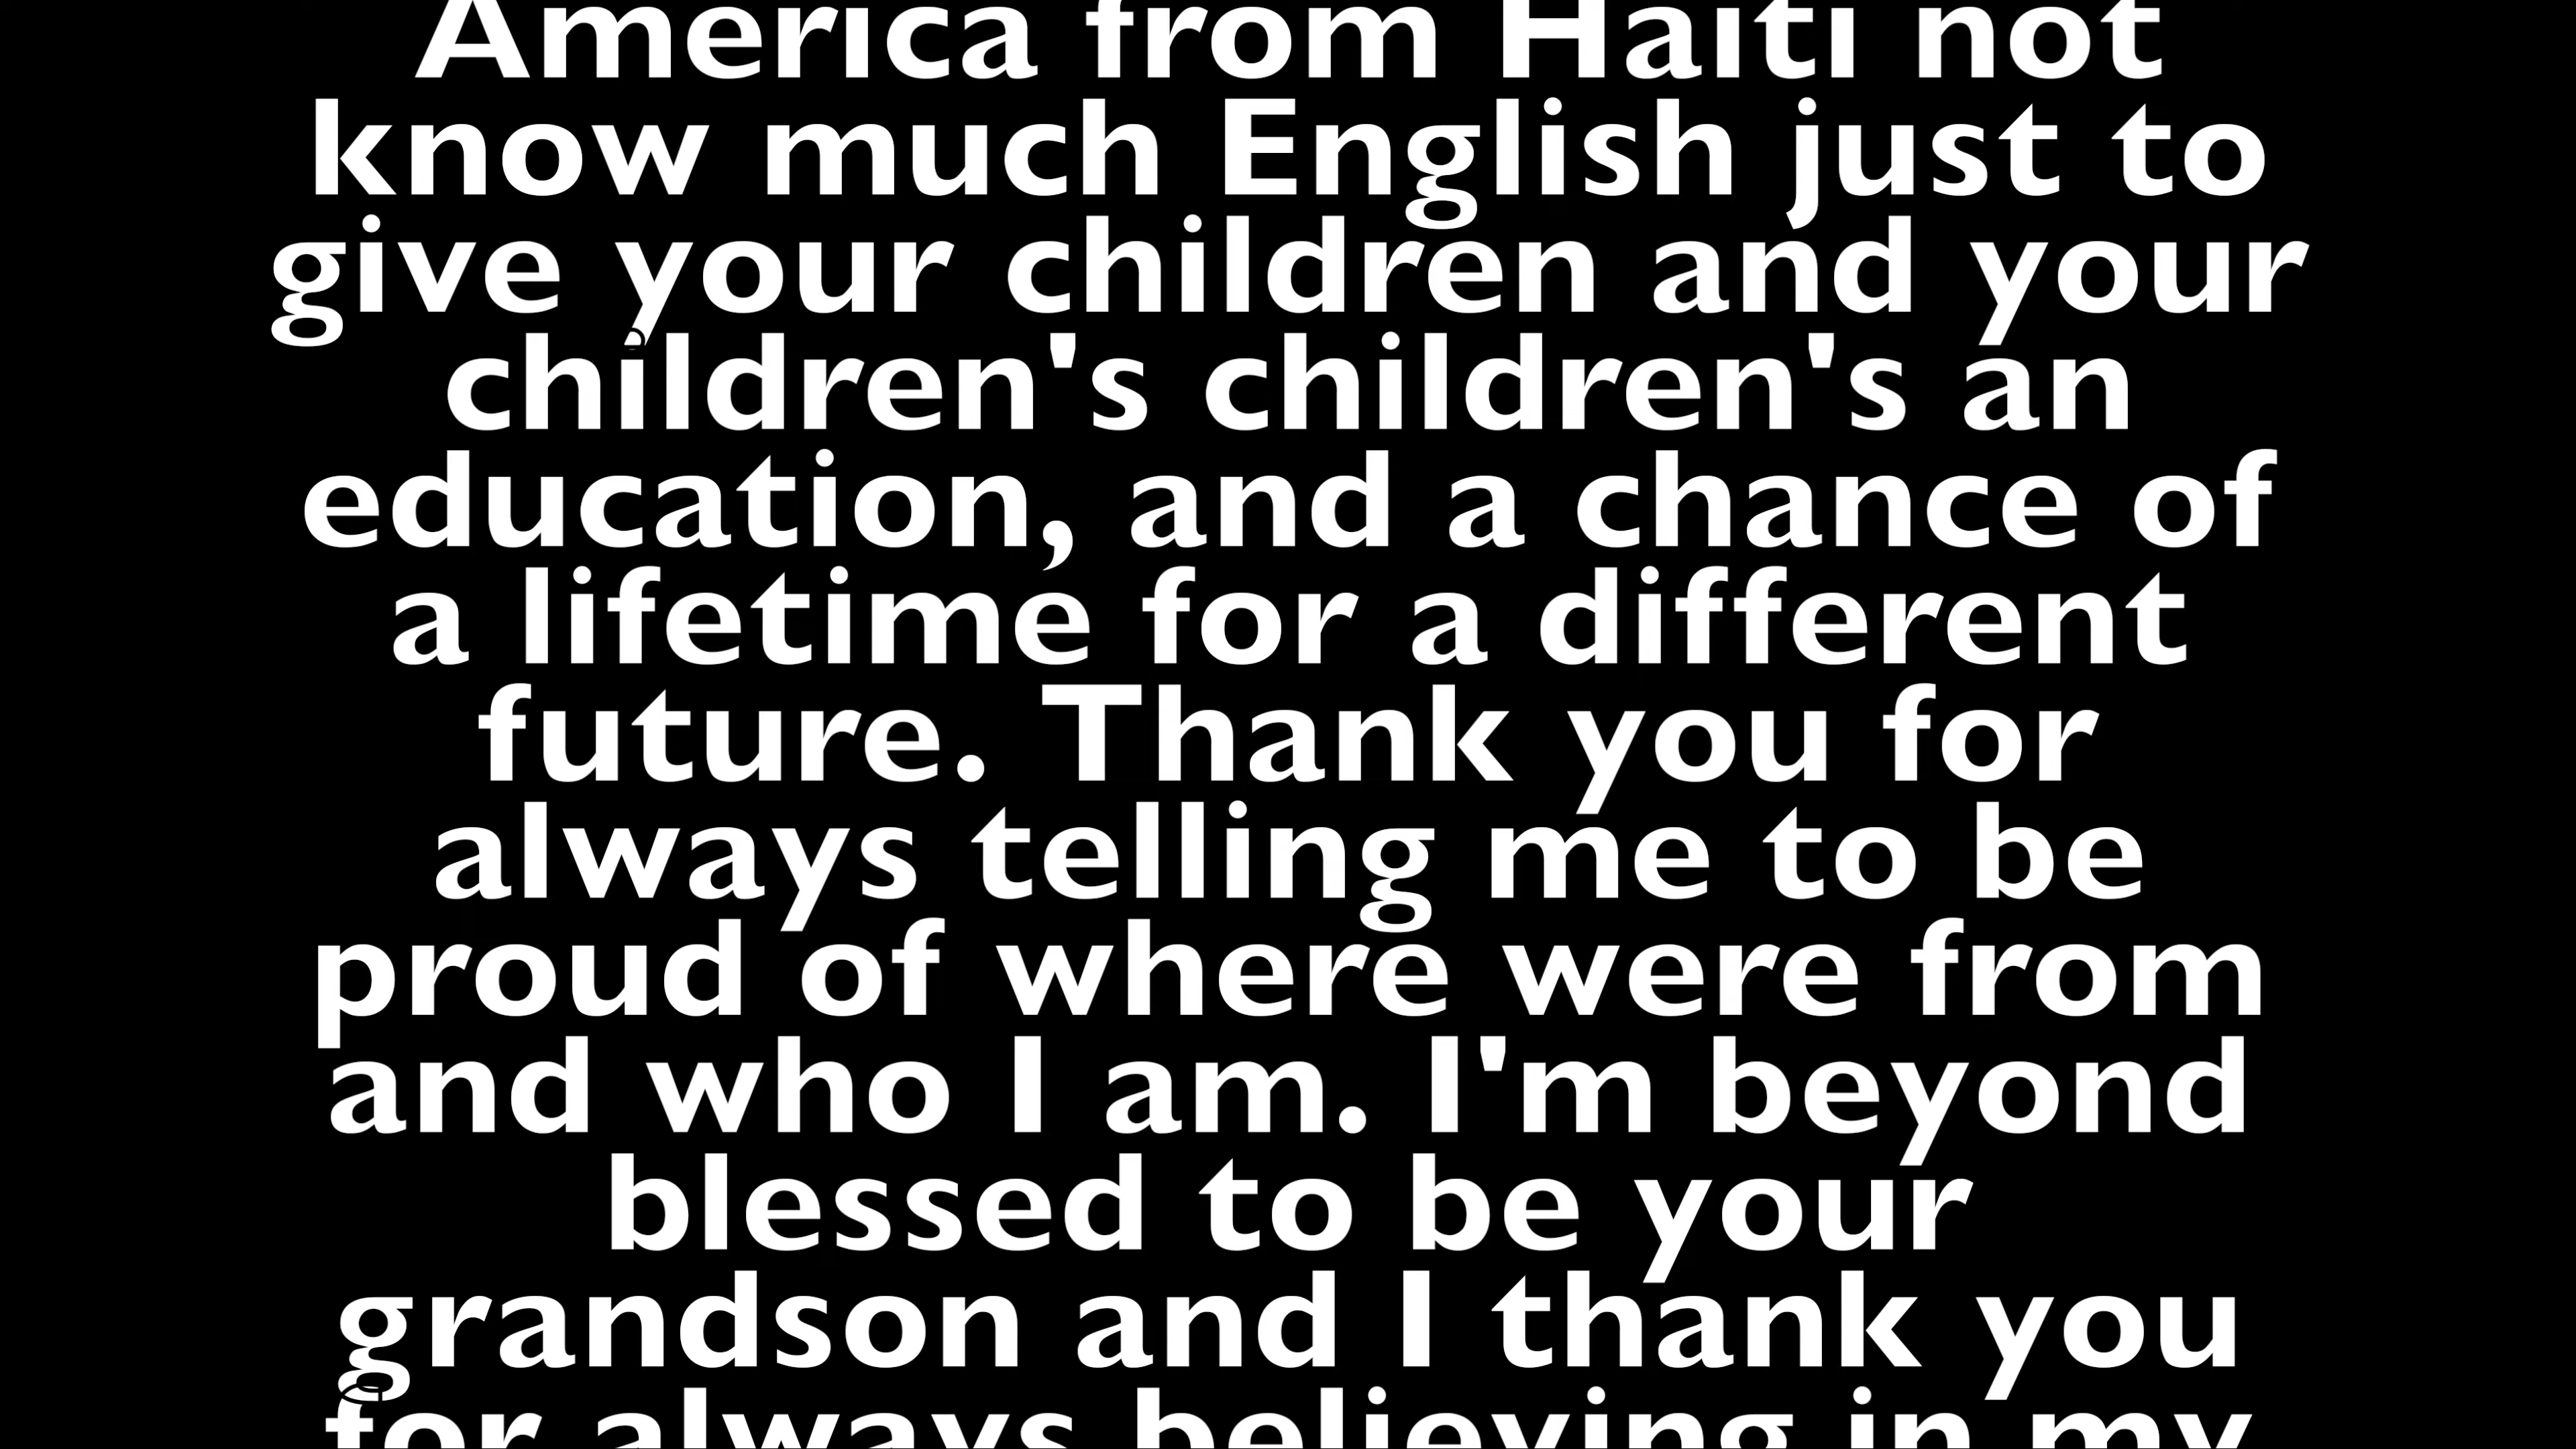 America from Haiti not
know much English just to
give your children and your
children's children's an
education, and a chance of
a lifetime for a different
future. Thank you for
always telling me to be
proud of where were from
and who I am. I'm beyond
blessed to be your
grandson and I thank you
for always believing in my